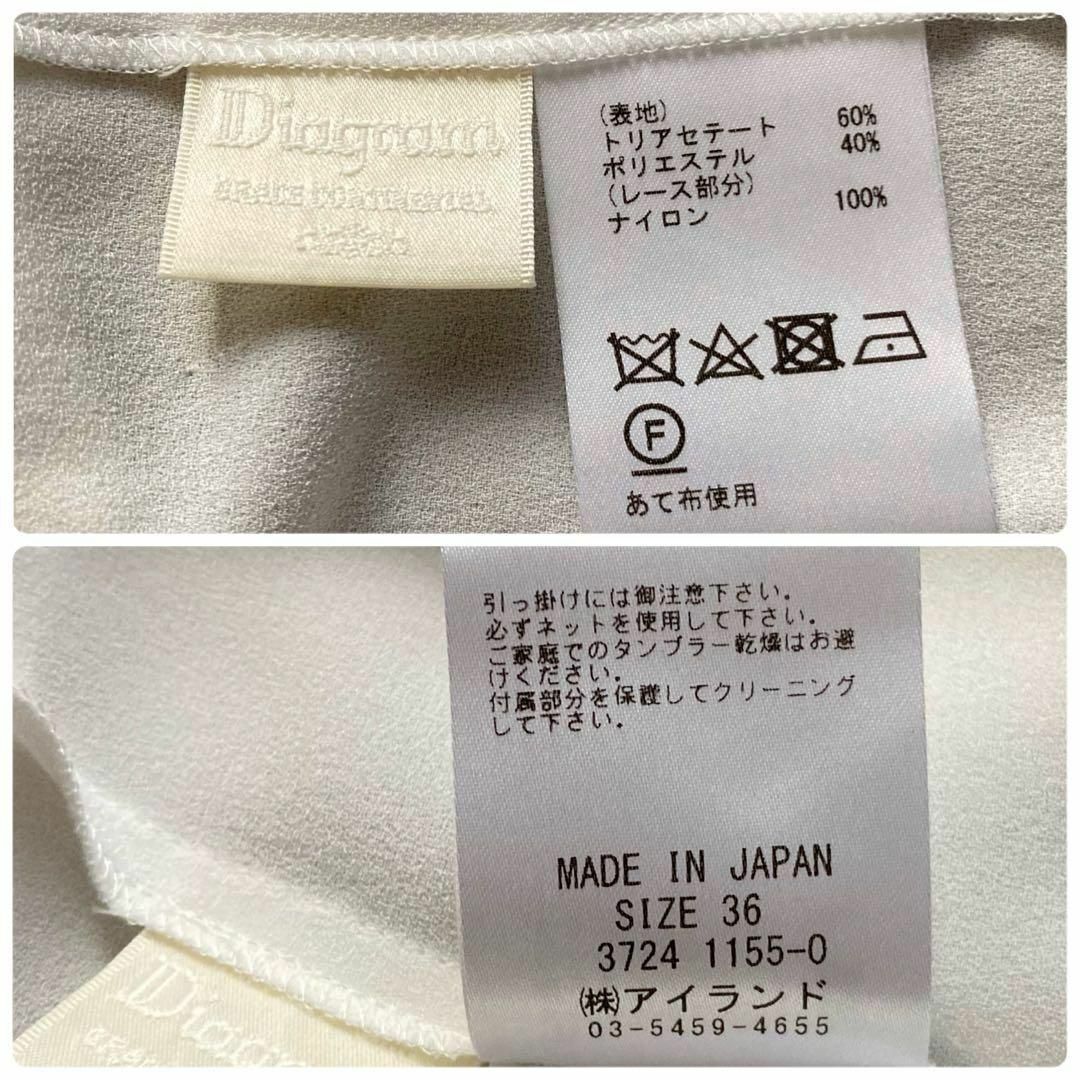 Diagram
GRACE CONTINENTAL
(表地)
トリアセテート 60%
ポリエステル 40%
(レース部分)
ナイロン 100%
F
あて布使用
引っ掛けには御注意下さい.
必ずネットを使用して下さい.
ご家庭でのタンブラー乾燥はお避
けください.
付属部分を保護してクリーニング
して下さい.
MADE IN JAPAN
SIZE 36
3724 1155-0
(株)アイランド
03-5459-4655
Diagram